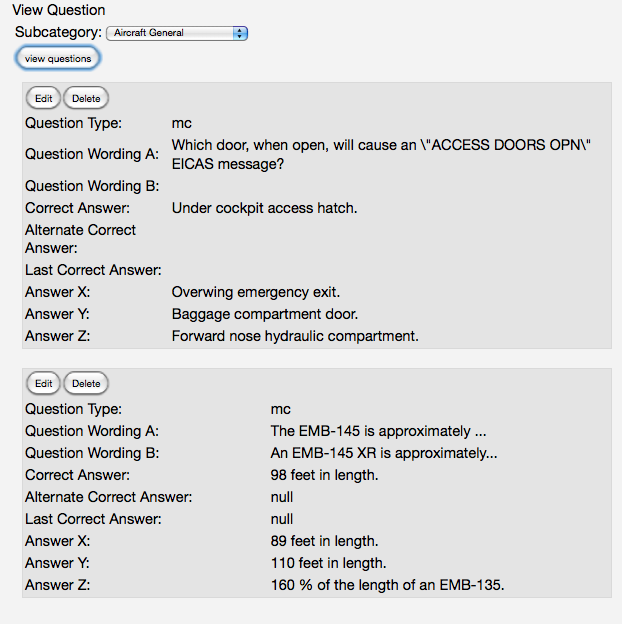 View Question
Subcategory: Aircraft General
view questions
Edit Delete
Question Type: mc
Question Wording A: Which door, when open, will cause an \"ACCESS DOORS OPN\"
EICAS message?
Question Wording B:
Correct Answer: Under cockpit access hatch.
Alternate Correct
Answer:
Last Correct Answer:
Answer X: Overwing emergency exit.
Answer Y: Baggage compartment door.
Answer Z: Forward nose hydraulic compartment.
Edit Delete
Question Type: mc
Question Wording A: The EMB-145 is approximately ...
Question Wording B: An EMB-145 XR is approximately...
Correct Answer: 98 feet in length.
Alternate Correct Answer: null
Last Correct Answer: null
Answer X: 89 feet in length.
Answer Y: 110 feet in length.
Answer Z: 160 % of the length of an EMB-135.